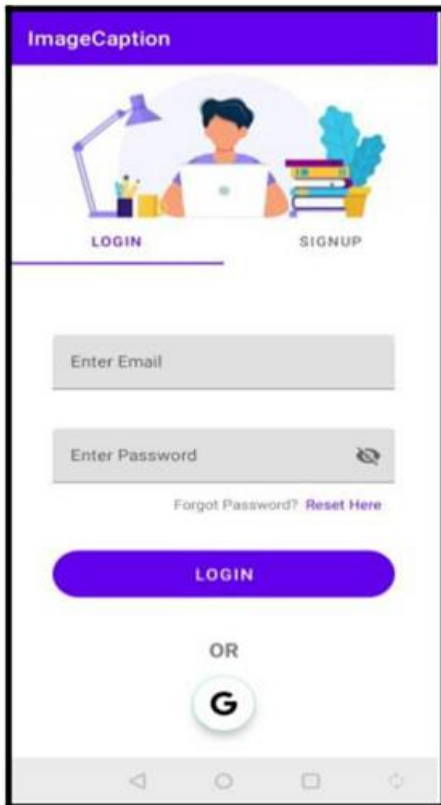 ImageCaption
LOGIN SIGNUP
Enter Email
Enter Password
Forgot Password? Reset Here
LOGIN
OR
G